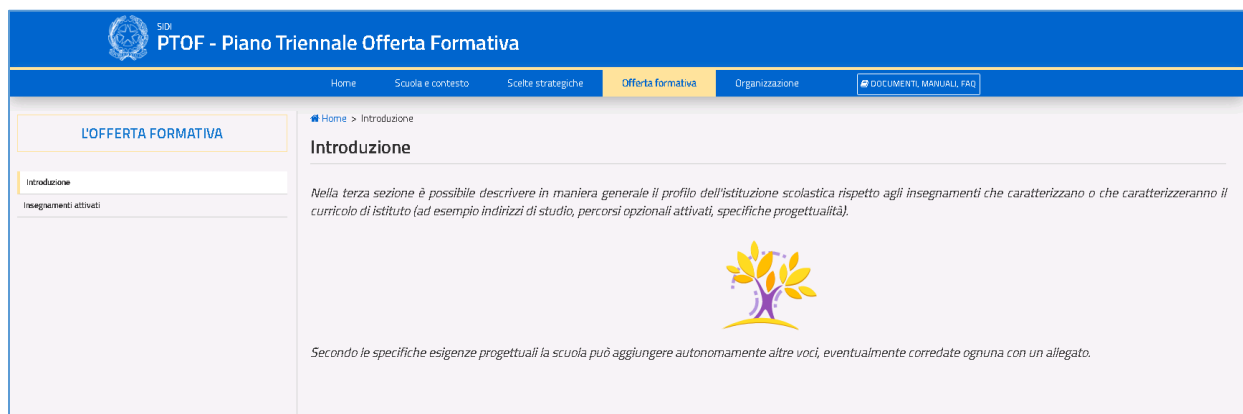 SIDI
PTOF - Piano Triennale Offerta Formativa
Home Scuola e contesto Scelte strategiche Offerta formativa Organizzazione DOCUMENTI, MANUALI, FAQ
L'OFFERTA FORMATIVA
Introduzione
Insegnamenti attivati
Home > Introduzione
Introduzione
Nella terza sezione è possibile descrivere in maniera generale il profilo dell'istituzione scolastica rispetto agli insegnamenti che caratterizzano o che caratterizzeranno il
curricolo di istituto (ad esempio indirizzi di studio, percorsi opzionali attivati, specifiche progettualità).
Secondo le specifiche esigenze progettuali la scuola può aggiungere autonomamente altre voci, eventualmente corredate ognuna con un allegato.